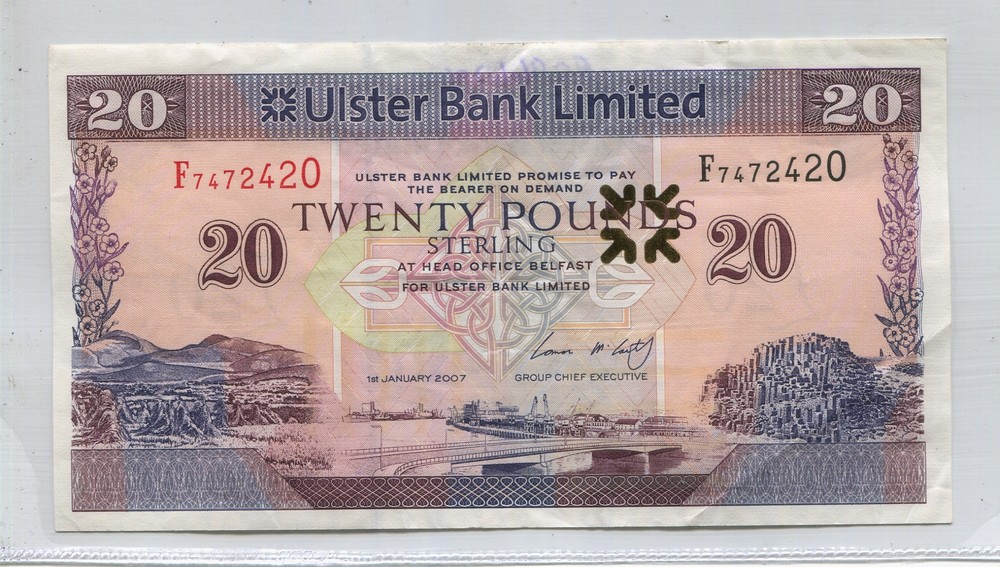 20 Ulster Bank Limited 20
F7472420 F7472420
ULSTER BANK LIMITED PROMISE TO PAY
THE BEARER ON DEMAND
TWENTY POUNDS
STERLING
20 20
AT HEAD OFFICE BELFAST
FOR ULSTER BANK LIMITED
1st JANUARY 2007 GROUP CHIEF EXECUTIVE